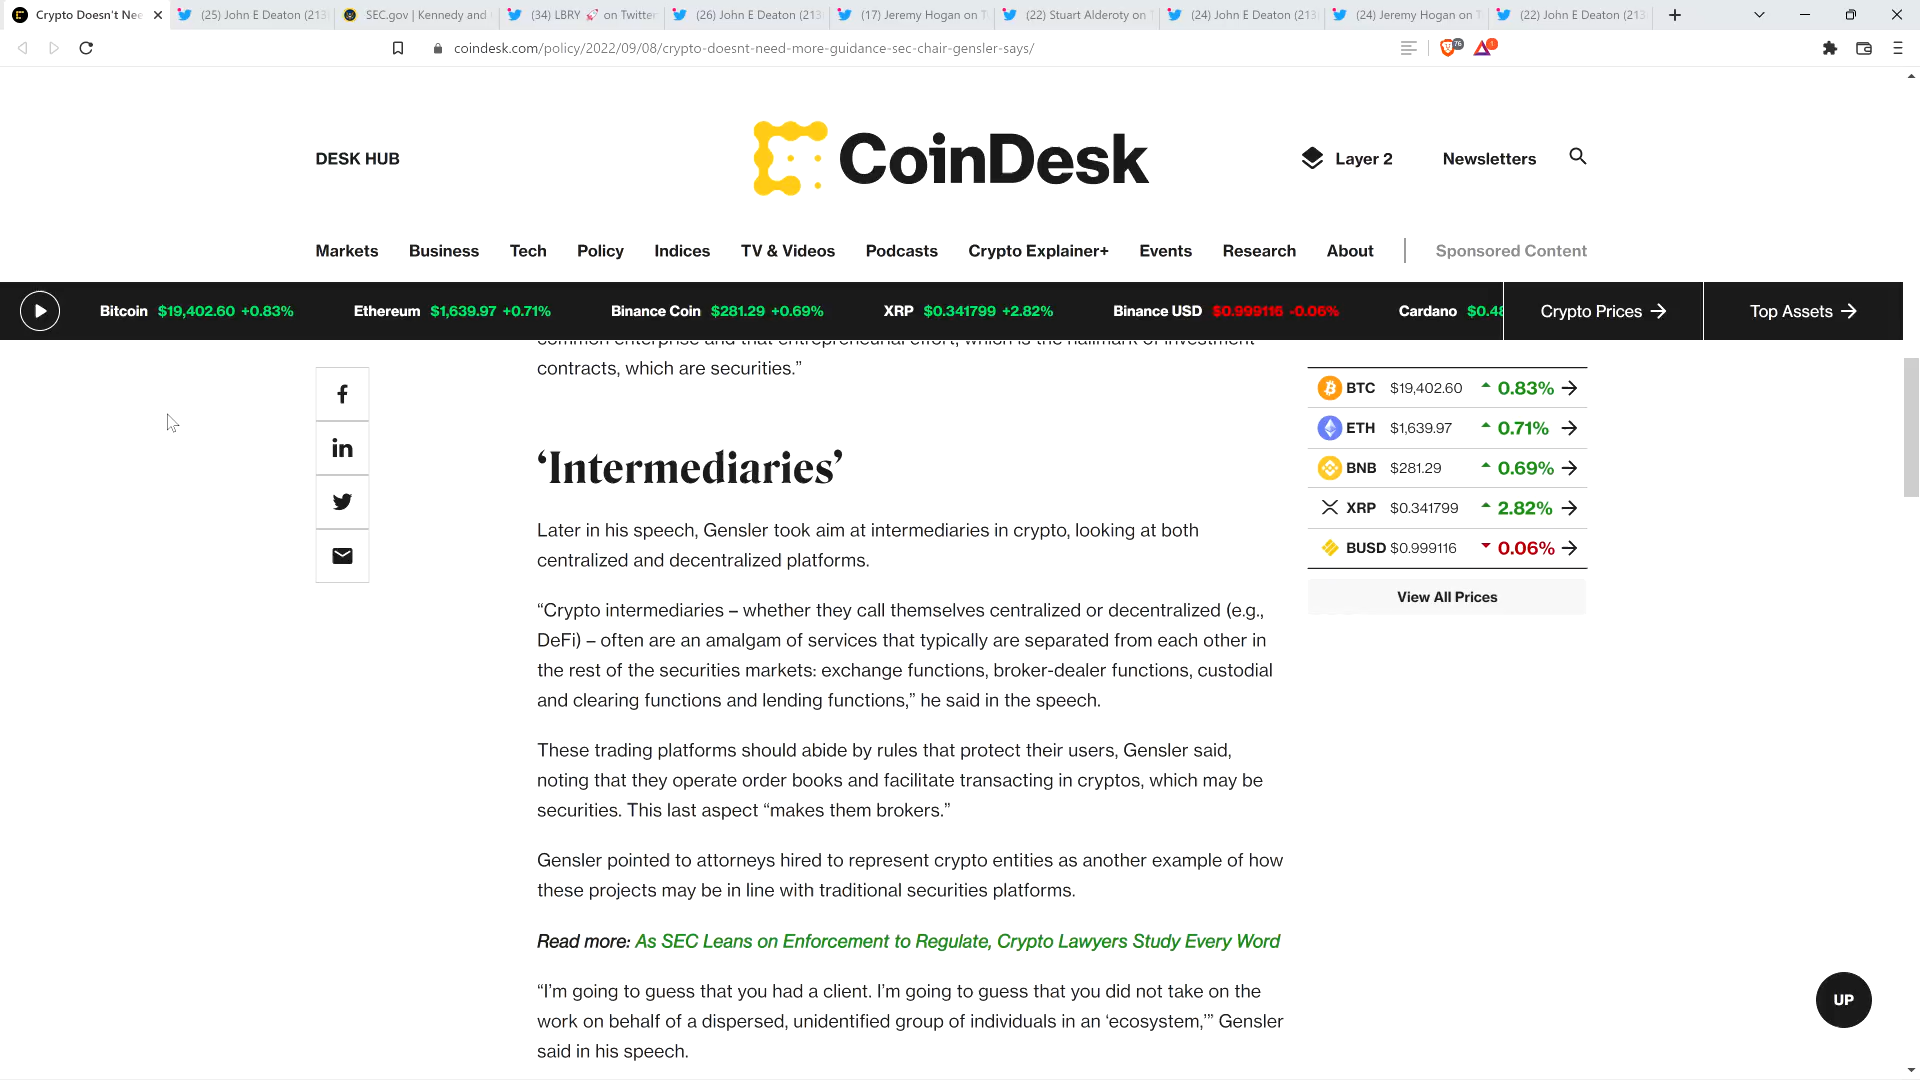 Crypto Doesn't Nee
(25) John E Deaton (213
SEC.gov | Kennedy and
(34) LBRY 🚀 on Twitter
(26) John E Deaton (213
(17) Jeremy Hogan on T
(22) Stuart Alderoty on T
(24) John E Deaton (213
(24) Jeremy Hogan on T
(22) John E Deaton (213
coindesk.com/policy/2022/09/08/crypto-doesnt-need-more-guidance-sec-chair-gensler-says/
76
1
DESK HUB
CoinDesk
Layer 2
Newsletters
Markets Business Tech Policy Indices TV & Videos Podcasts Crypto Explainer+ Events Research About Sponsored Content
Bitcoin $19,402.60 +0.83% Ethereum $1,639.97 +0.71% Binance Coin $281.29 +0.69% XRP $0.341799 +2.82% Binance USD $0.999116 -0.06% Cardano $0.48 Crypto Prices → Top Assets →
common enterprise and that entrepreneurial effort, which is the hallmark of investment
contracts, which are securities.”
‘Intermediaries’
Later in his speech, Gensler took aim at intermediaries in crypto, looking at both
centralized and decentralized platforms.
“Crypto intermediaries – whether they call themselves centralized or decentralized (e.g.,
DeFi) – often are an amalgam of services that typically are separated from each other in
the rest of the securities markets: exchange functions, broker-dealer functions, custodial
and clearing functions and lending functions,” he said in the speech.
These trading platforms should abide by rules that protect their users, Gensler said,
noting that they operate order books and facilitate transacting in cryptos, which may be
securities. This last aspect “makes them brokers.”
Gensler pointed to attorneys hired to represent crypto entities as another example of how
these projects may be in line with traditional securities platforms.
Read more: As SEC Leans on Enforcement to Regulate, Crypto Lawyers Study Every Word
“I’m going to guess that you had a client. I’m going to guess that you did not take on the
work on behalf of a dispersed, unidentified group of individuals in an ‘ecosystem,’” Gensler
said in his speech.
BTC $19,402.60 0.83% →
ETH $1,639.97 0.71% →
BNB $281.29 0.69% →
XRP $0.341799 2.82% →
BUSD $0.999116 0.06% →
View All Prices
UP